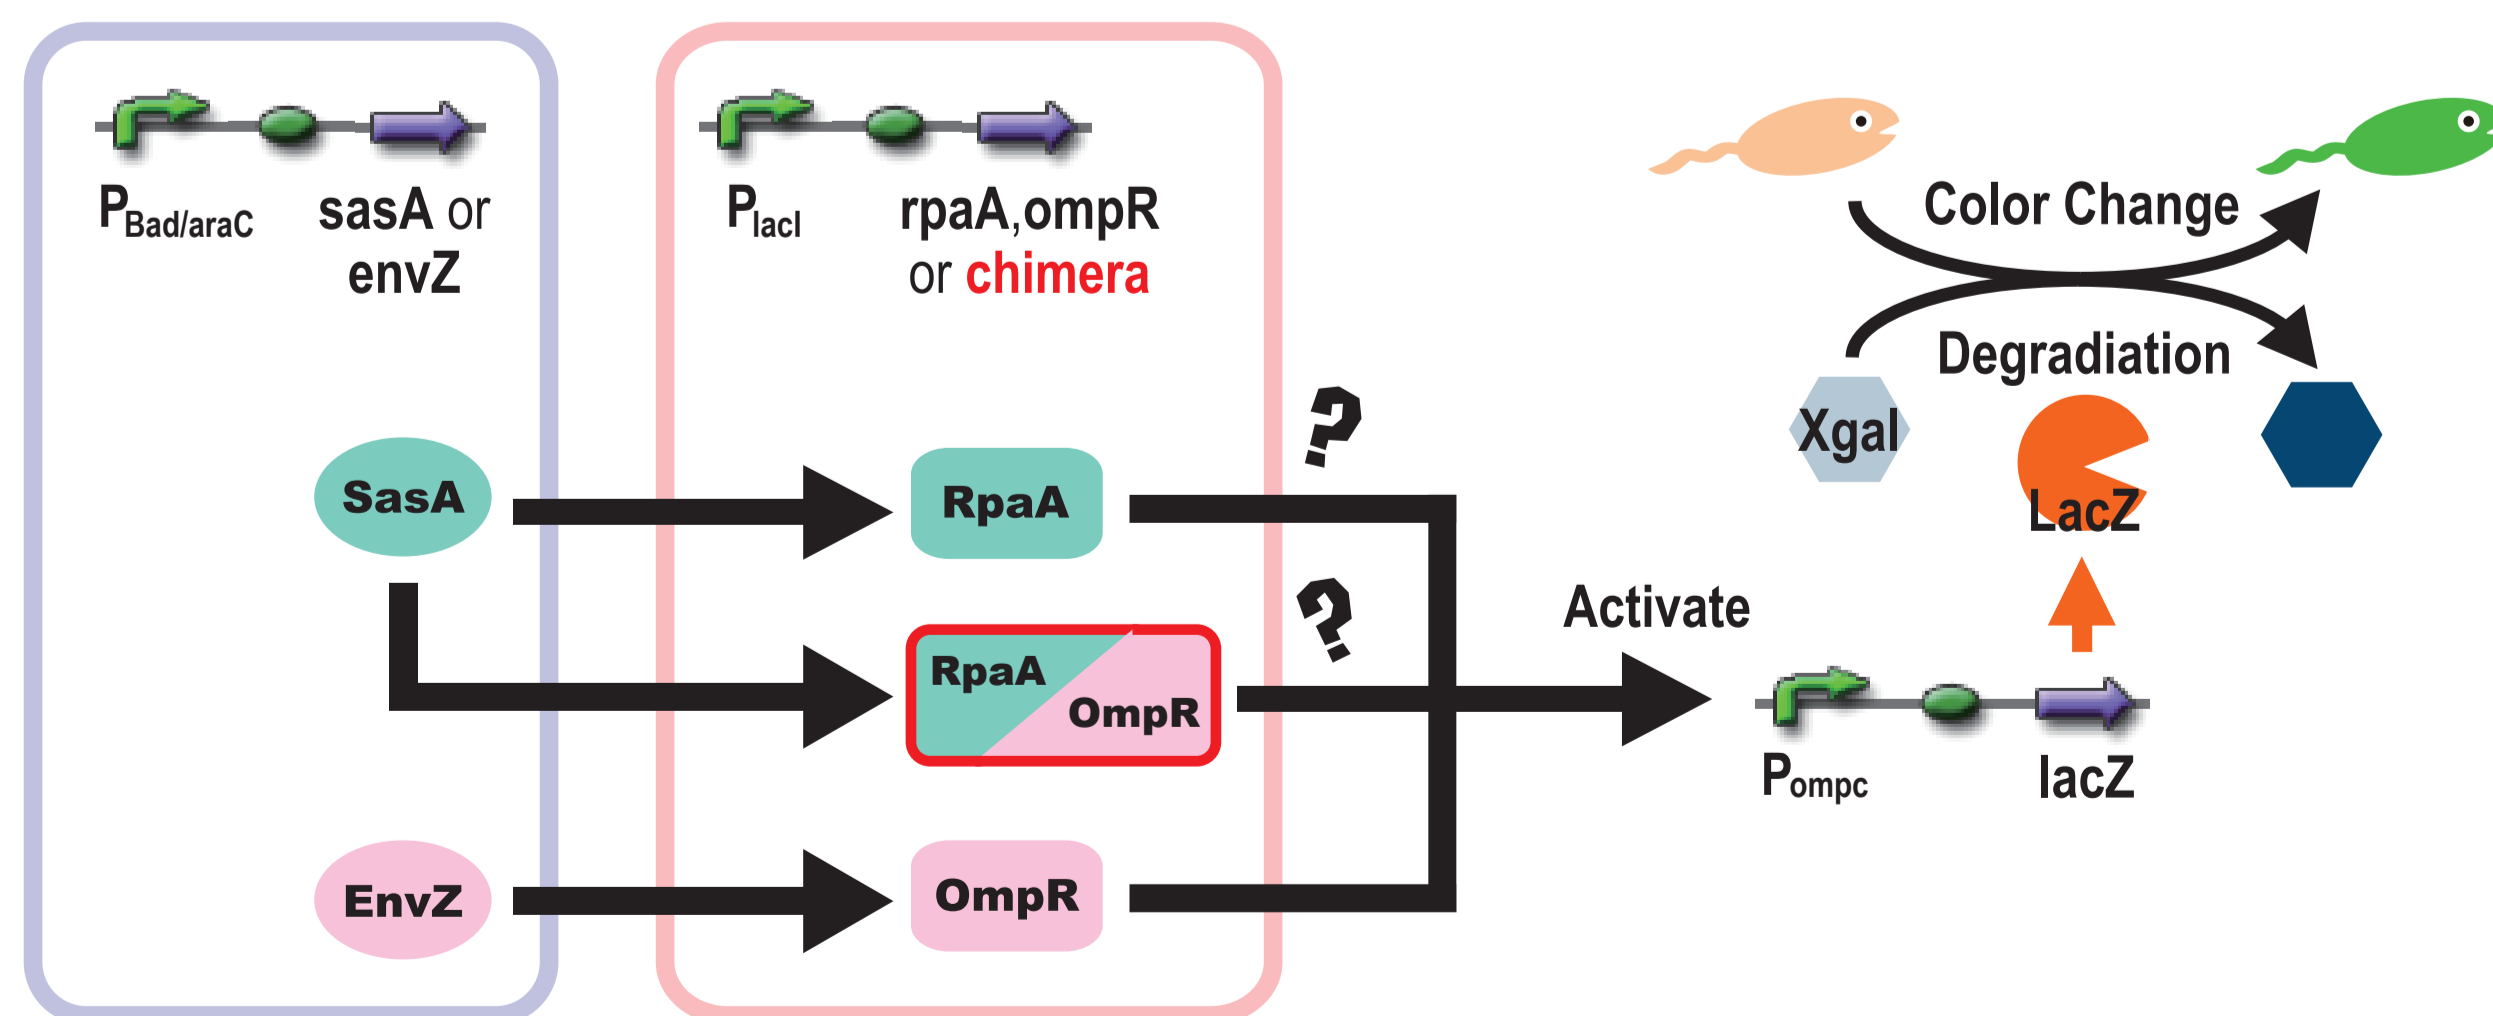 P Bad/araC
sasA or
envZ
P lacI
rpaA,ompR
or chimera
Color Change
Degradiation
Xgal
LacZ
?
SasA
RpaA
?
Activate
RpaA
OmpR
P ompc
lacZ
EnvZ
OmpR